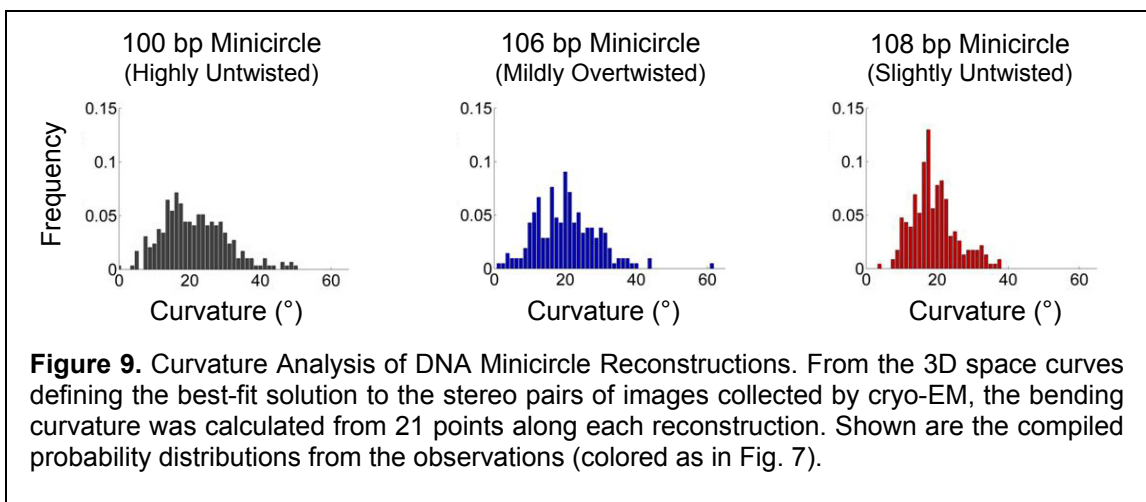 100 bp Minicircle
(Highly Untwisted)
106 bp Minicircle
(Mildly Overtwisted)
108 bp Minicircle
(Slightly Untwisted)
Frequency
0.15
0.1
0.05
0
0 20 40 60
Curvature (°)
0.15
0.1
0.05
0
0 20 40 60
Curvature (°)
0.15
0.1
0.05
0
0 20 40 60
Curvature (°)
Figure 9. Curvature Analysis of DNA Minicircle Reconstructions. From the 3D space curves
defining the best-fit solution to the stereo pairs of images collected by cryo-EM, the bending
curvature was calculated from 21 points along each reconstruction. Shown are the compiled
probability distributions from the observations (colored as in Fig. 7).